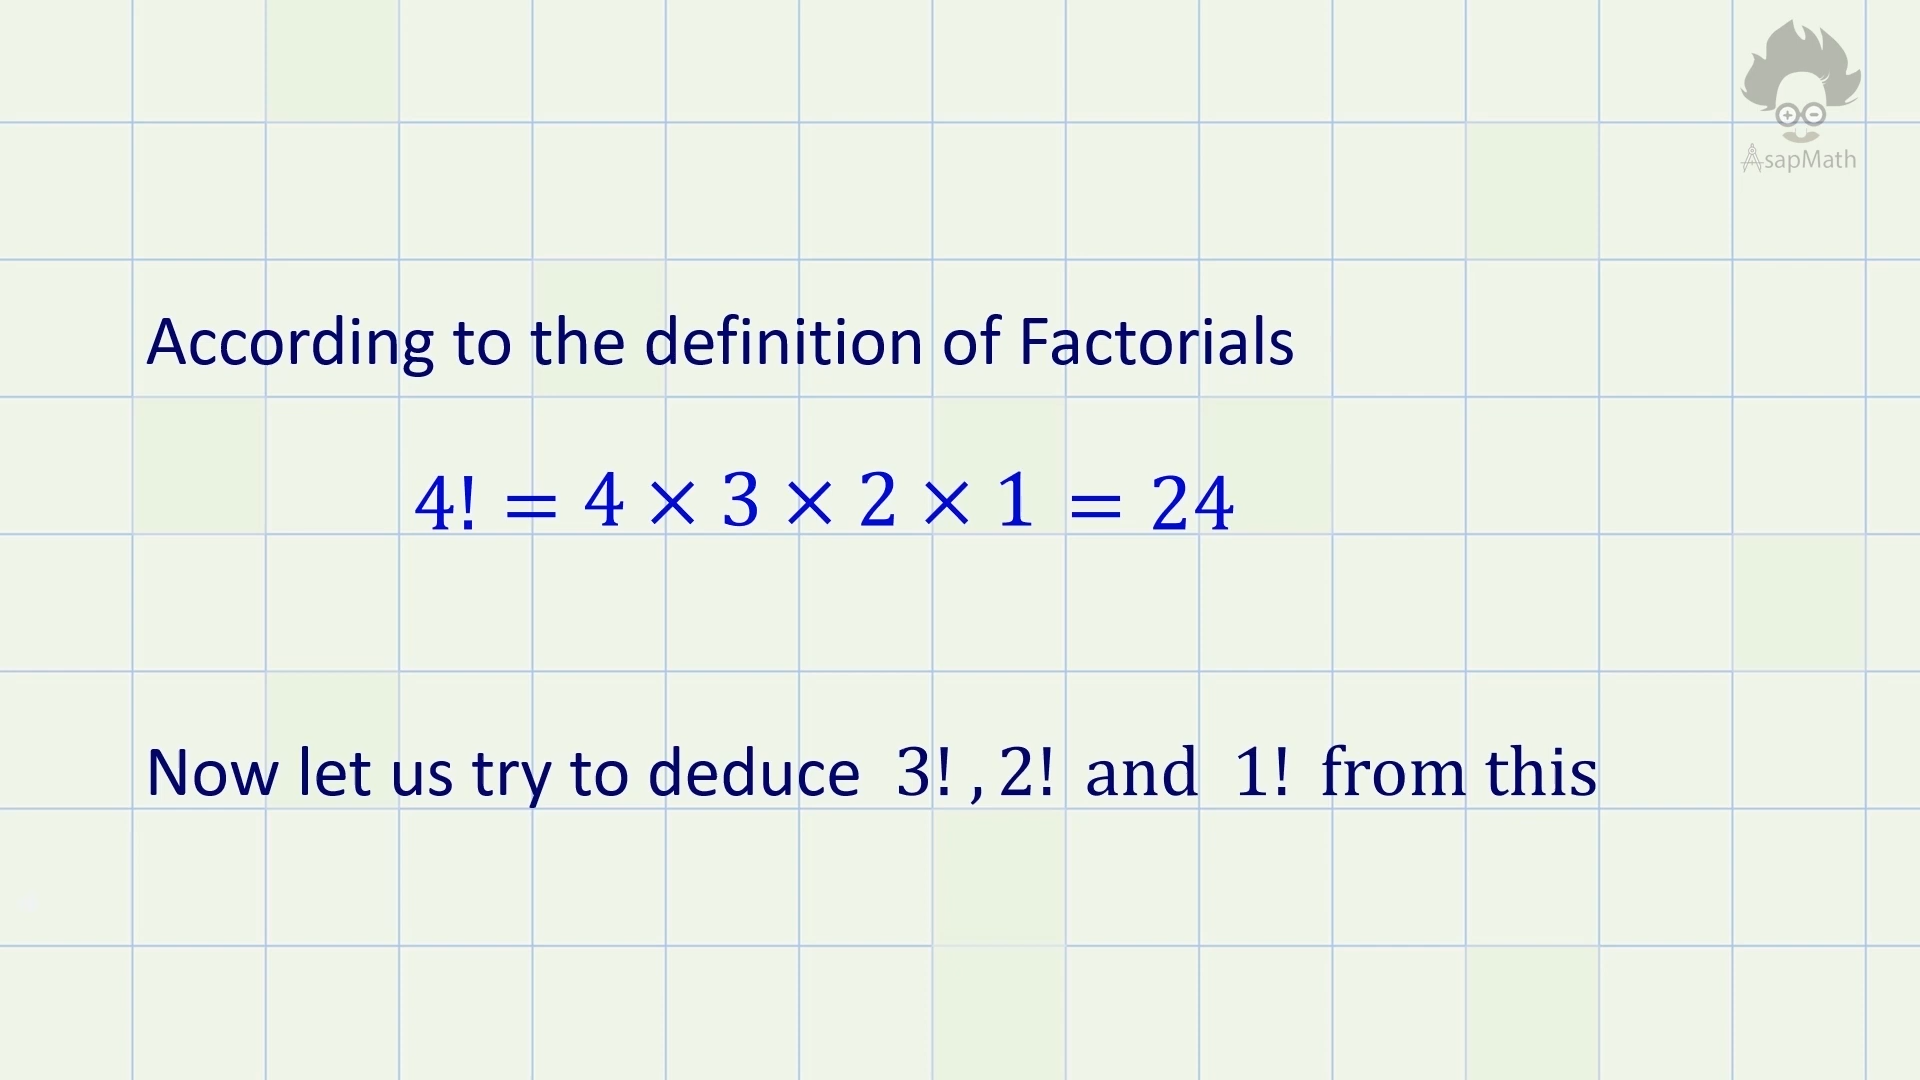 AsapMath
According to the definition of Factorials
4! = 4 × 3 × 2 × 1 = 24
Now let us try to deduce 3! , 2! and 1! from this